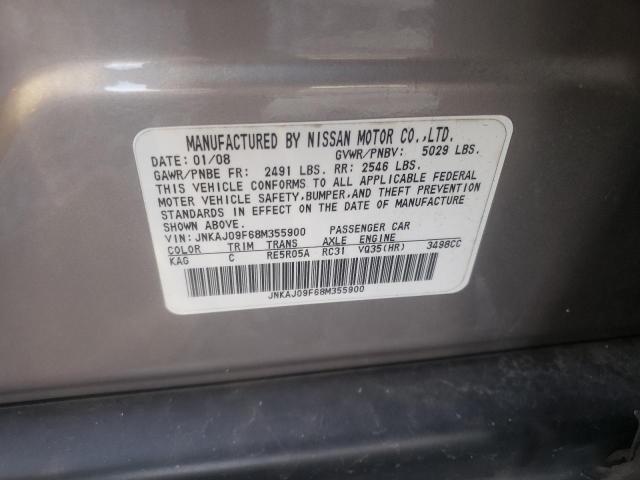 MANUFACTURED BY NISSAN MOTOR CO.,LTD.
DATE: 01/08 GVWR/PNBV: 5029 LBS.
GAWR/PNBE FR: 2491 LBS. RR: 2546 LBS.
THIS VEHICLE CONFORMS TO ALL APPLICABLE FEDERAL
MOTOR VEHICLE SAFETY,BUMPER,AND THEFT PREVENTION
STANDARDS IN EFFECT ON THE DATE OF MANUFACTURE
SHOWN ABOVE.
VIN: JNKAJ09F68M355900 PASSENGER CAR
COLOR TRIM TRANS AXLE ENGINE
KAG C RE5R05A RC31 VQ35(HR) 3498CC
JNKAJ09F68M355900